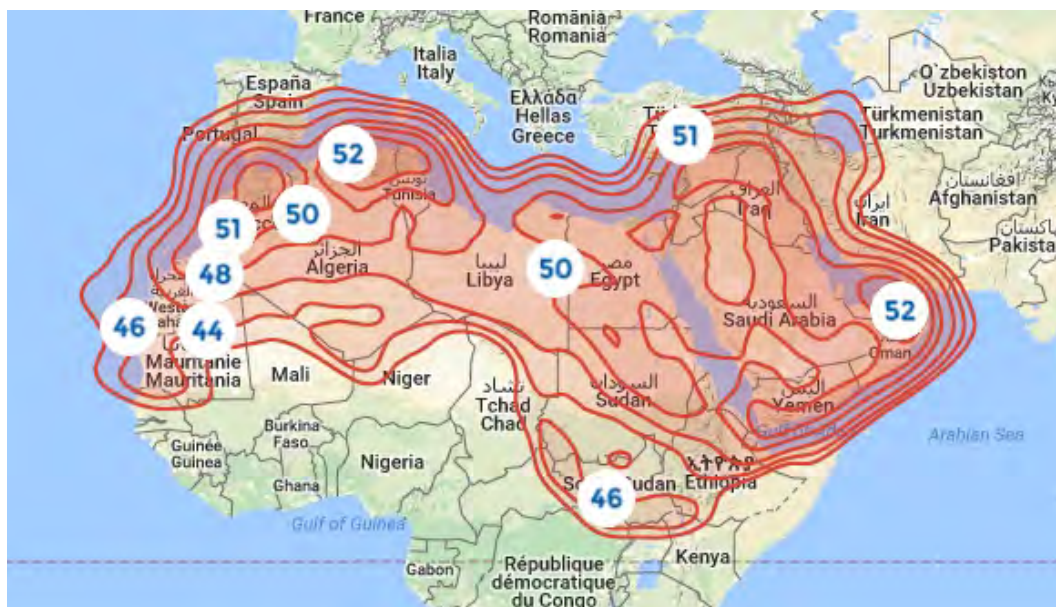 France
România
Romania
Italia
Italy
O`zbekiston
Uzbekistan
España
Spain
Ελλάδα
Hellas
Greece
Türkmenistan
Turkmenistan
Portugal
51
52
تونس
Tunisia
افغانستان
Afghanistan
العراق
Iraq
ایران
Iran
50
51
الجزائر
Algeria
ليبيا
Libya
50
مصر
Egypt
48
السعودية
Saudi Arabia
52
Oman
46
44
Mauritanie
Mauritania
Mali
Niger
تشاد
Tchad
Chad
السودان
Sudan
اليمن
Yemen
Arabian Sea
Guinée
Guinea
Burkina
Faso
Ghana
Nigeria
ኢትዮጵያ
Ethiopia
46
Gulf of Guinea
Gabon
République
démocratique
du Congo
Kenya